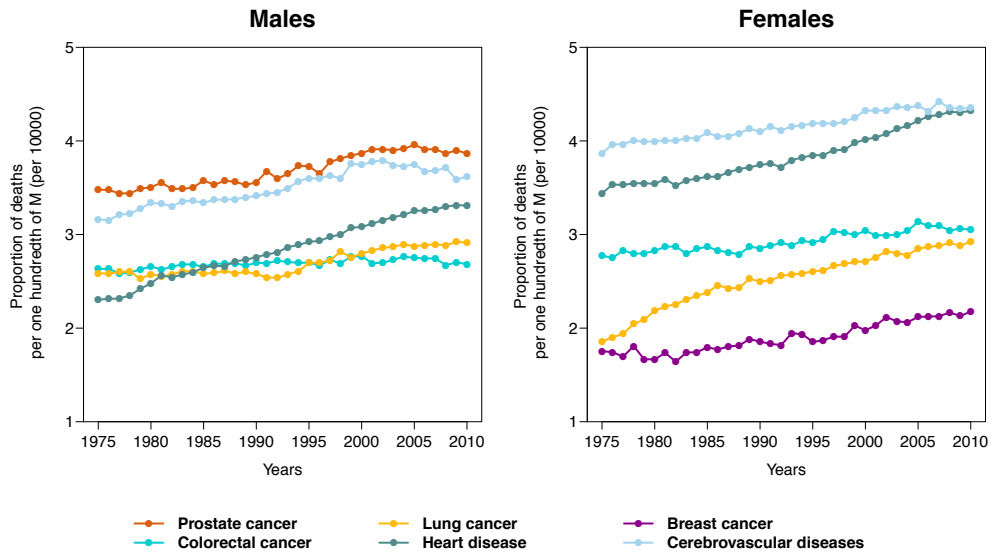 Males
Proportion of deaths
per one hundredth of M (per 10000)
5
4
3
2
1
1975 1980 1985 1990 1995 2000 2005 2010
Years
Females
Proportion of deaths
per one hundredth of M (per 10000)
5
4
3
2
1
1975 1980 1985 1990 1995 2000 2005 2010
Years
Prostate cancer Lung cancer Breast cancer
Colorectal cancer Heart disease Cerebrovascular diseases